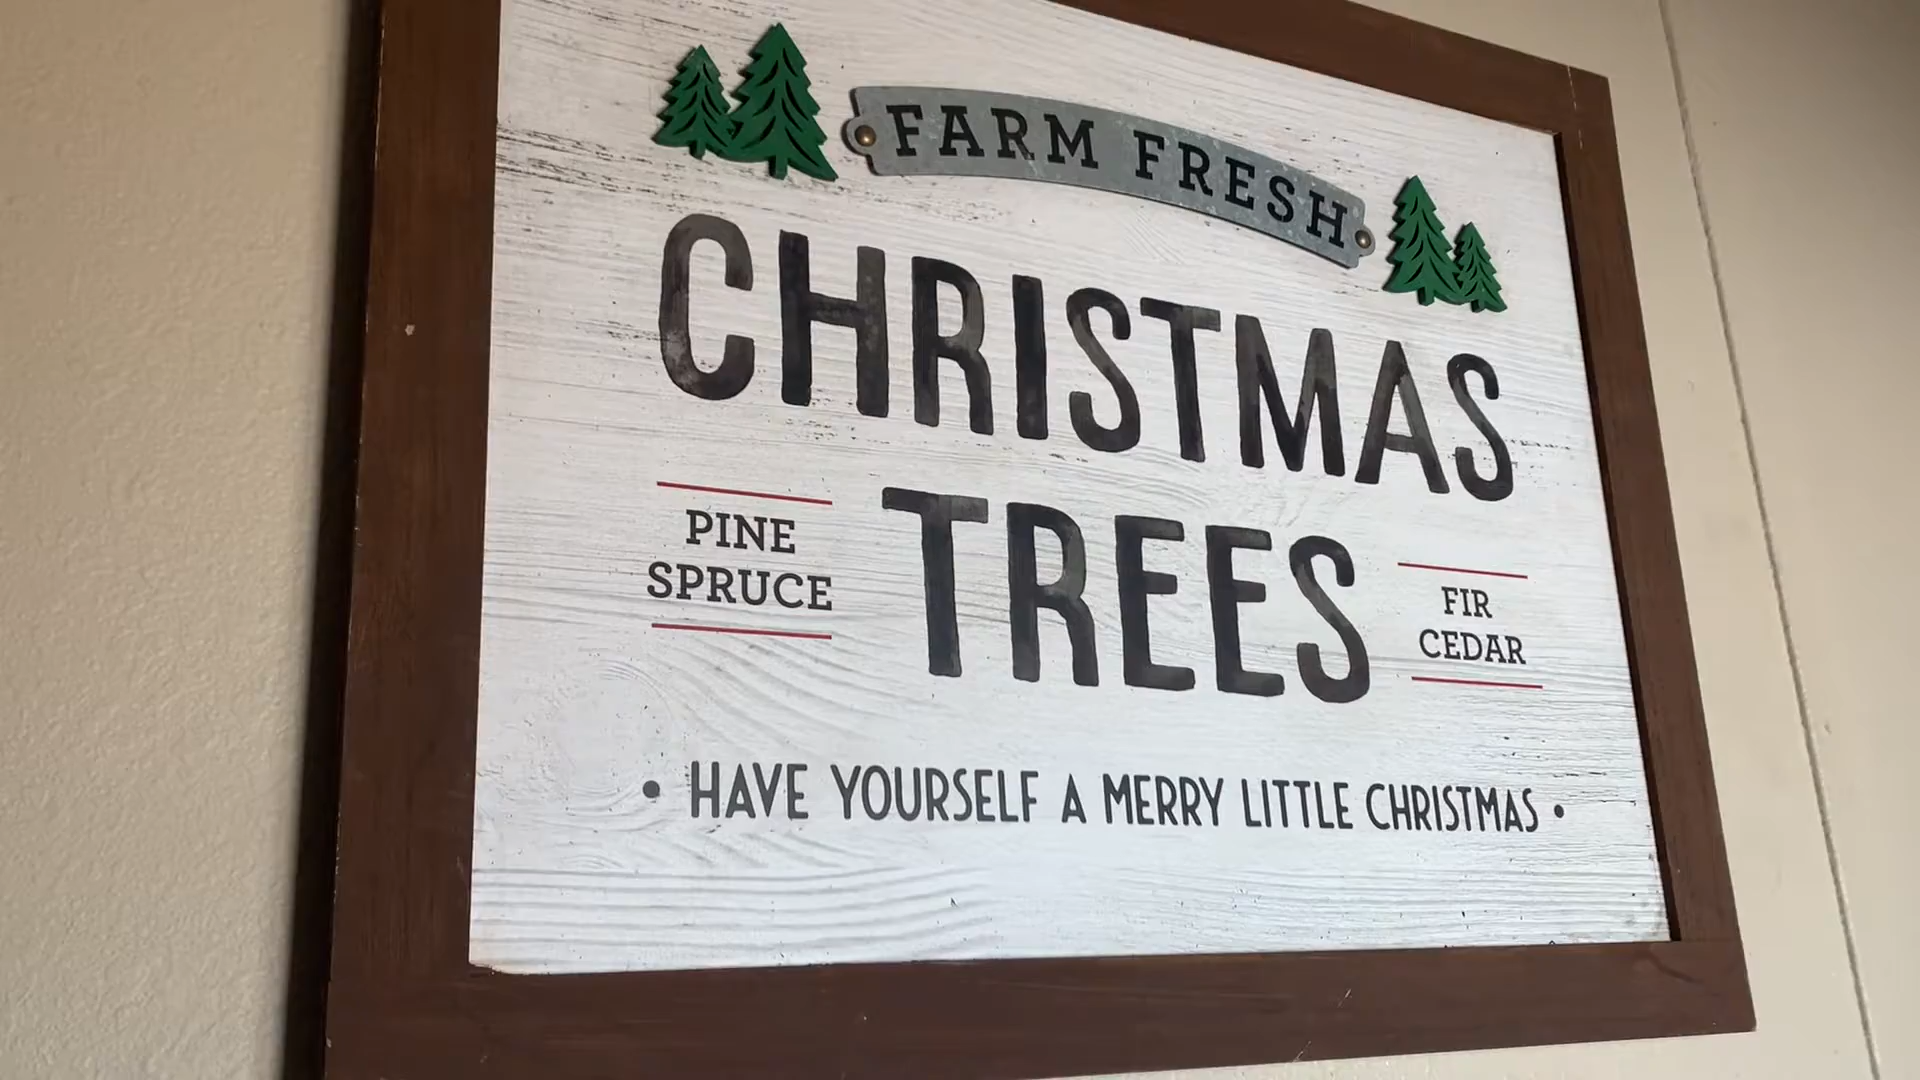 FARM FRESH
CHRISTMAS
TREES
PINE
SPRUCE
FIR
CEDAR
• HAVE YOURSELF A MERRY LITTLE CHRISTMAS •